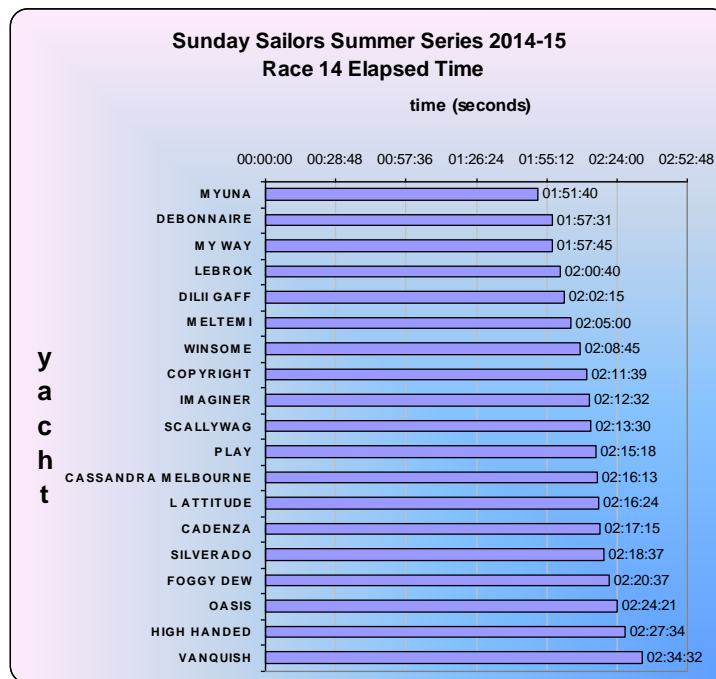 Sunday Sailors Summer Series 2014-15
Race 14 Elapsed Time
time (seconds)
00:00:00 00:28:48 00:57:36 01:26:24 01:55:12 02:24:00 02:52:48
MYUNA 01:51:40
DEBONNAIRE 01:57:31
MY WAY 01:57:45
LEBROK 02:00:40
DILII GAFF 02:02:15
MELTEMI 02:05:00
WINSOME 02:08:45
COPYRIGHT 02:11:39
IMAGINER 02:12:32
SCALLYWAG 02:13:30
PLAY 02:15:18
CASSANDRA MELBOURNE 02:16:13
L ATTITUDE 02:16:24
CADENZA 02:17:15
SILVERADO 02:18:37
FOGGY DEW 02:20:37
OASIS 02:24:21
HIGH HANDED 02:27:34
VANQUISH 02:34:32
yacht